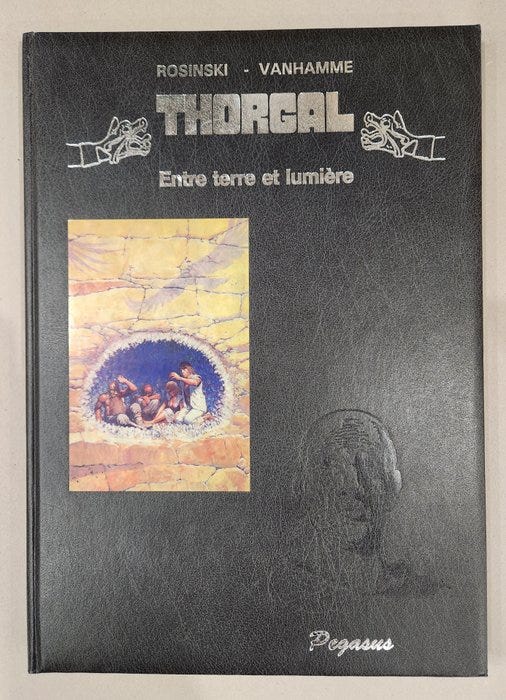 ROSINSKI - VANHAMME
THORGAL
Entre terre et lumière
Pegasus